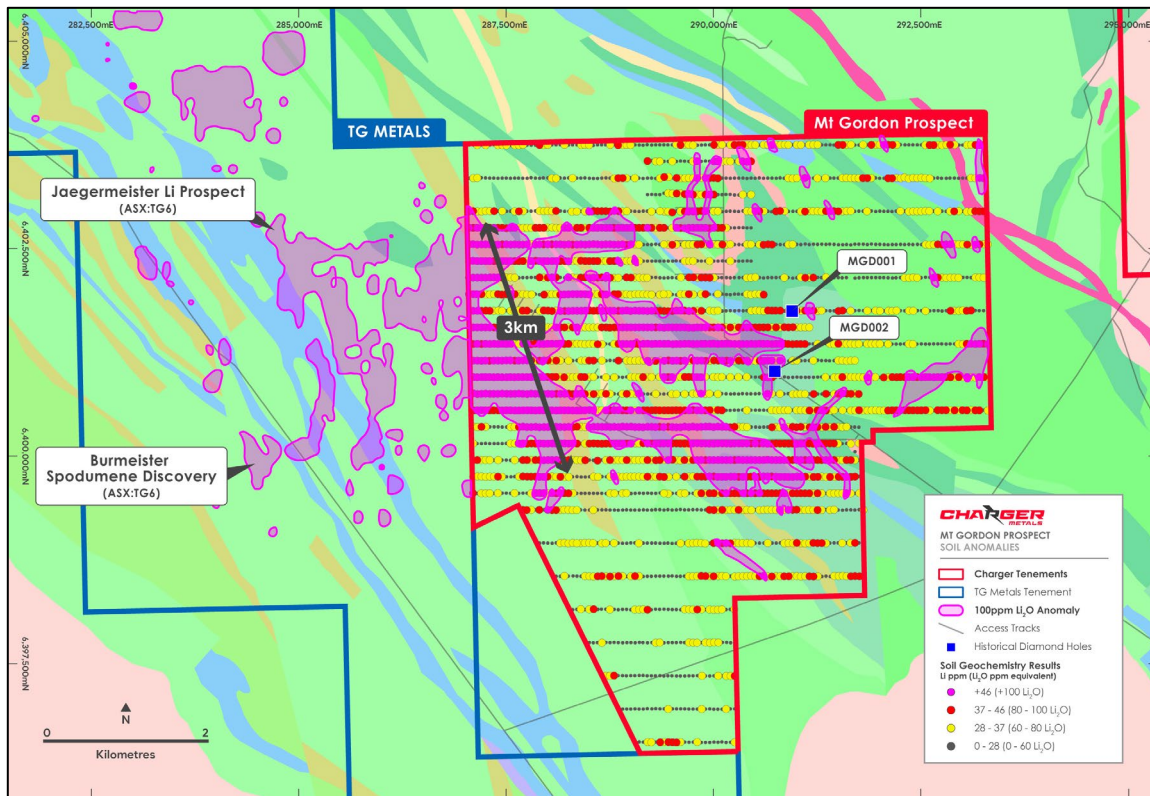 282,500mE
285,000mE
287,500mE
290,000mE
292,500mE
295,000mE
6,405,000mN
6,402,500mN
6,400,000mN
6,397,500mN
TG METALS
Mt Gordon Prospect
Jaegermeister Li Prospect
(ASX:TG6)
MGD001
3km
MGD002
Burmeister
Spodumene Discovery
(ASX:TG6)
N
0 2
Kilometres
CHARGER
METALS
MT GORDON PROSPECT
SOIL ANOMALIES
Charger Tenements
TG Metals Tenement
100ppm Li₂O Anomaly
Access Tracks
Historical Diamond Holes
Soil Geochemistry Results
Li ppm (Li₂O ppm equivalent)
+46 (+100 Li₂O)
37 - 46 (80 - 100 Li₂O)
28 - 37 (60 - 80 Li₂O)
0 - 28 (0 - 60 Li₂O)